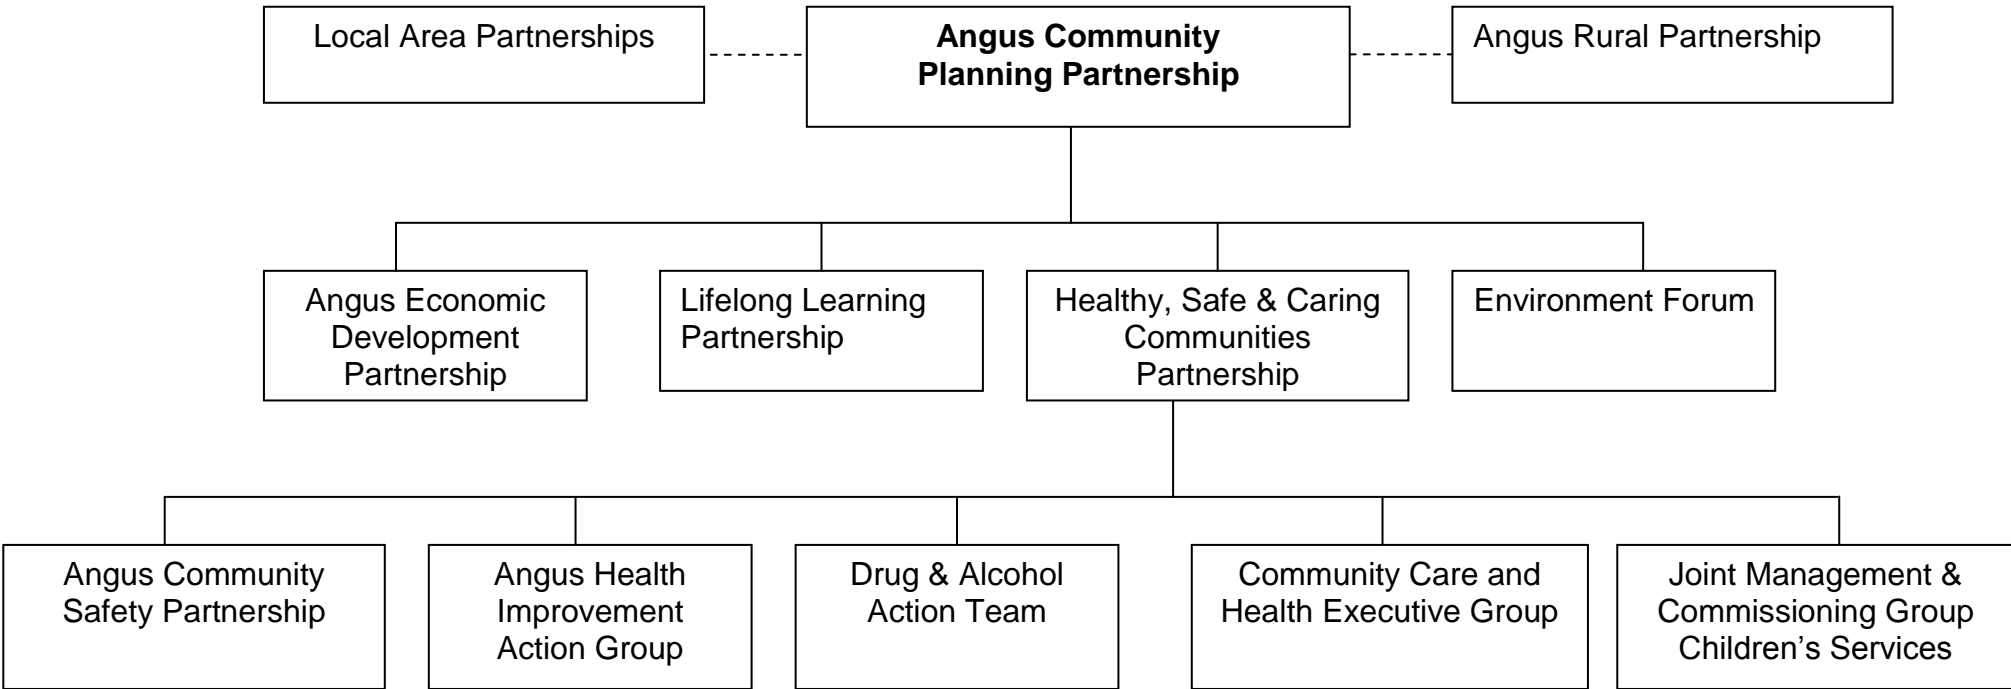 Local Area Partnerships
Angus Community
Planning Partnership
Angus Rural Partnership
Angus Economic
Development
Partnership
Lifelong Learning
Partnership
Healthy, Safe & Caring
Communities
Partnership
Environment Forum
Angus Community
Safety Partnership
Angus Health
Improvement
Action Group
Drug & Alcohol
Action Team
Community Care and
Health Executive Group
Joint Management &
Commissioning Group
Children’s Services